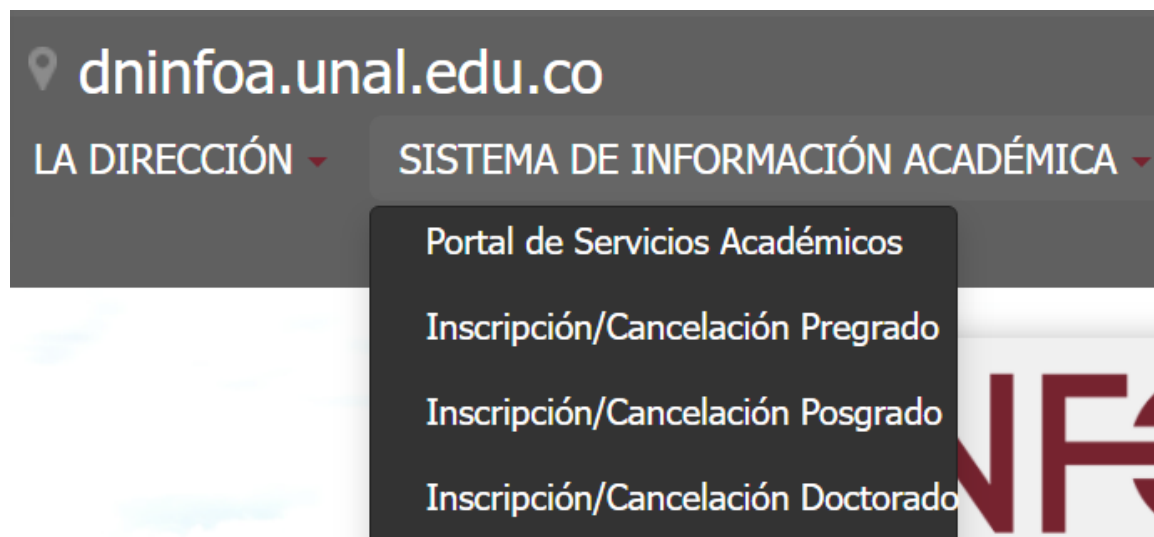 dninfoa.unal.edu.co
LA DIRECCIÓN
SISTEMA DE INFORMACIÓN ACADÉMICA
Portal de Servicios Académicos
Inscripción/Cancelación Pregrado
Inscripción/Cancelación Posgrado
Inscripción/Cancelación Doctorado